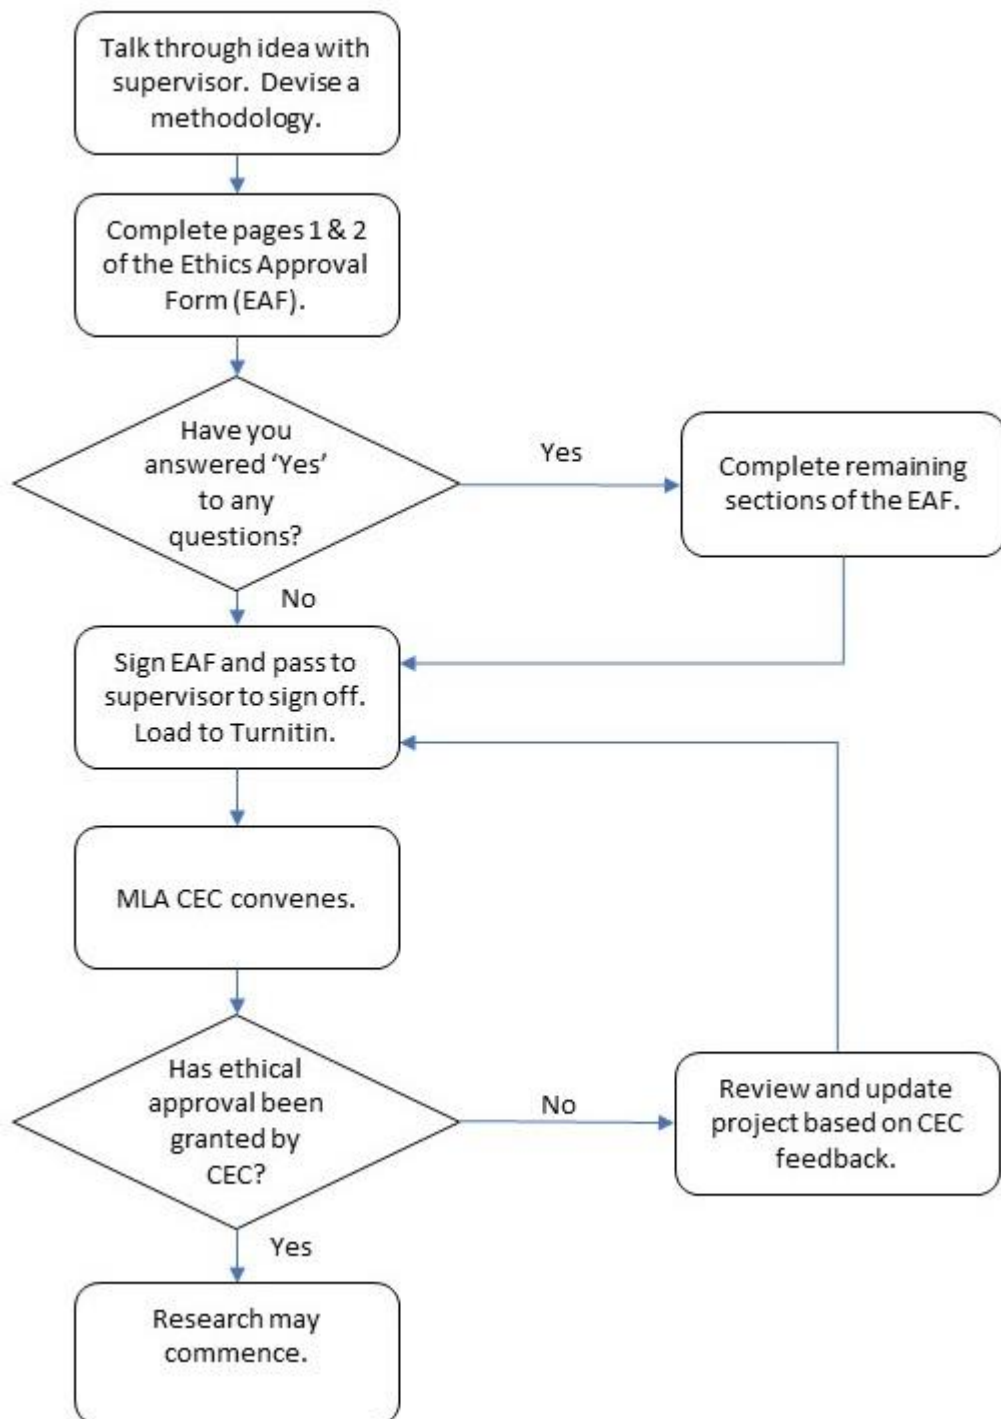 Talk through idea with
supervisor.  Devise a
methodology.
Complete pages 1 & 2
of the Ethics Approval
Form (EAF).
Have you
answered ‘Yes’
to any
questions?
Yes
Complete remaining
sections of the EAF.
No
Sign EAF and pass to
supervisor to sign off.
Load to Turnitin.
MLA CEC convenes.
Has ethical
approval been
granted by
CEC?
No
Review and update
project based on CEC
feedback.
Yes
Research may
commence.